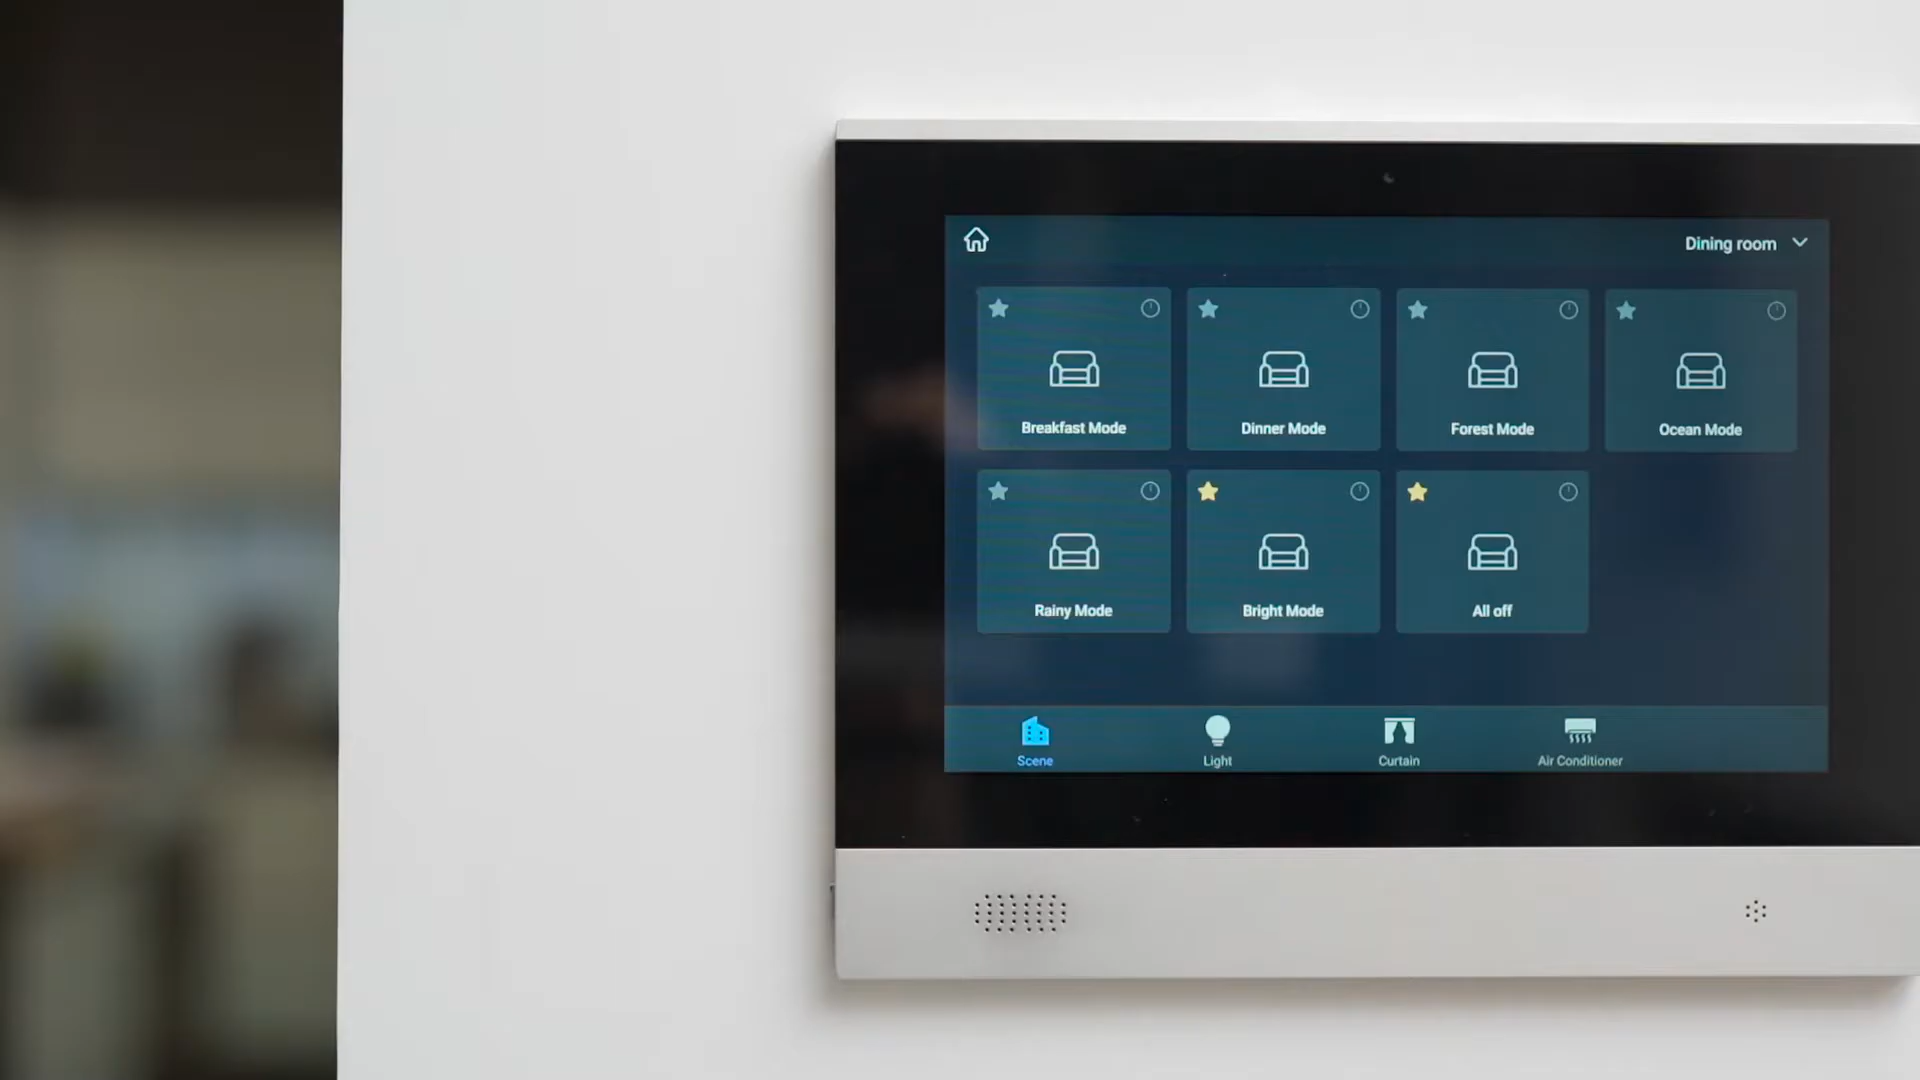 Dining room
Breakfast Mode
Dinner Mode
Forest Mode
Ocean Mode
Rainy Mode
Bright Mode
All off
Scene
Light
Curtain
Air Conditioner